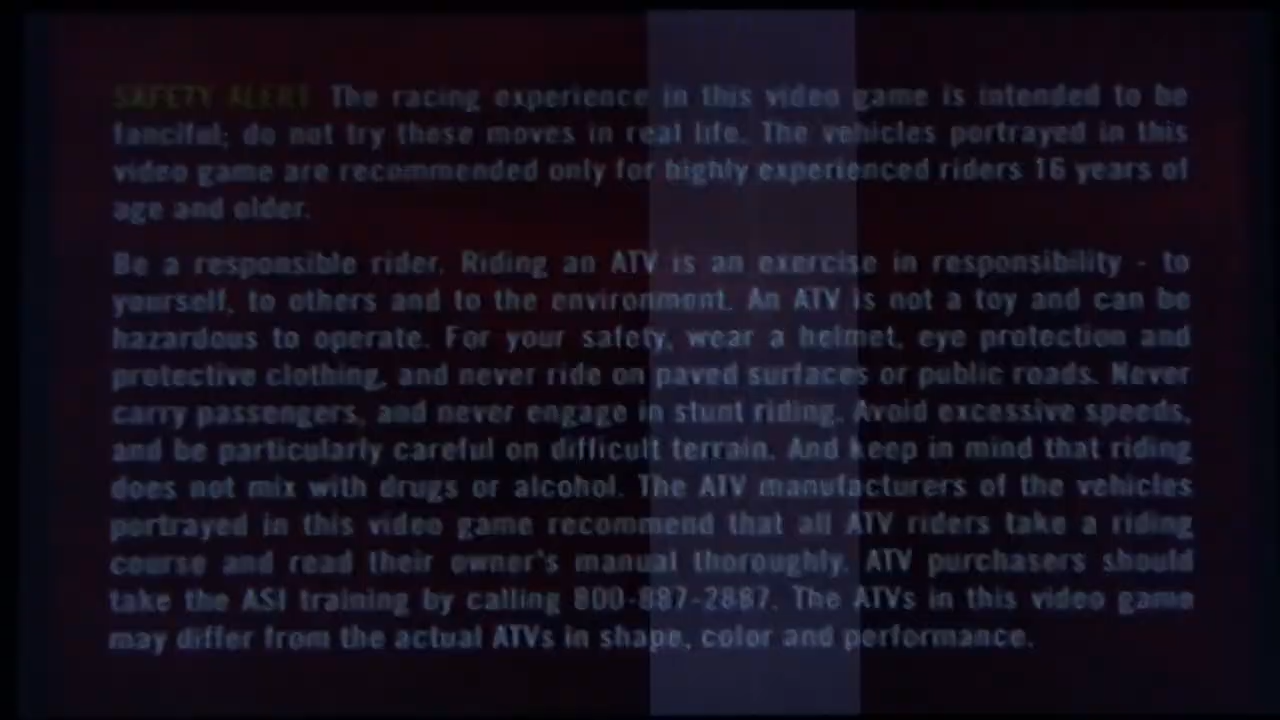 SAFETY ALERT The racing experience in this video game is intended to be
fanciful; do not try these moves in real life. The vehicles portrayed in this
video game are recommended only for highly experienced riders 16 years of
age and older.
Be a responsible rider. Riding an ATV is an exercise in responsibility - to
yourself, to others and to the environment. An ATV is not a toy and can be
hazardous to operate. For your safety, wear a helmet, eye protection and
protective clothing, and never ride on paved surfaces or public roads. Never
carry passengers, and never engage in stunt riding. Avoid excessive speeds,
and be particularly careful on difficult terrain. And keep in mind that riding
does not mix with drugs or alcohol. The ATV manufacturers of the vehicles
portrayed in this video game recommend that all ATV riders take a riding
course and read their owner's manual thoroughly. ATV purchasers should
take the ASI training by calling 800-887-2887. The ATVs in this video game
may differ from the actual ATVs in shape, color and performance.